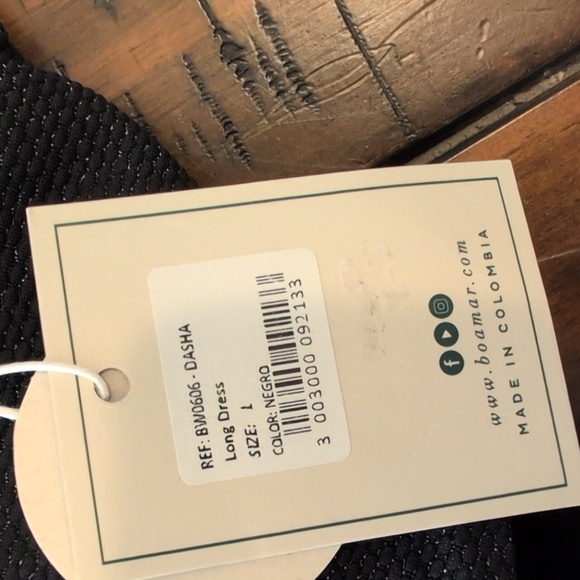 REF: BW0606 - DASHA
Long Dress
SIZE: L
COLOR: NEGRO
3 003000 092133
www.boamar.com
MADE IN COLOMBIA